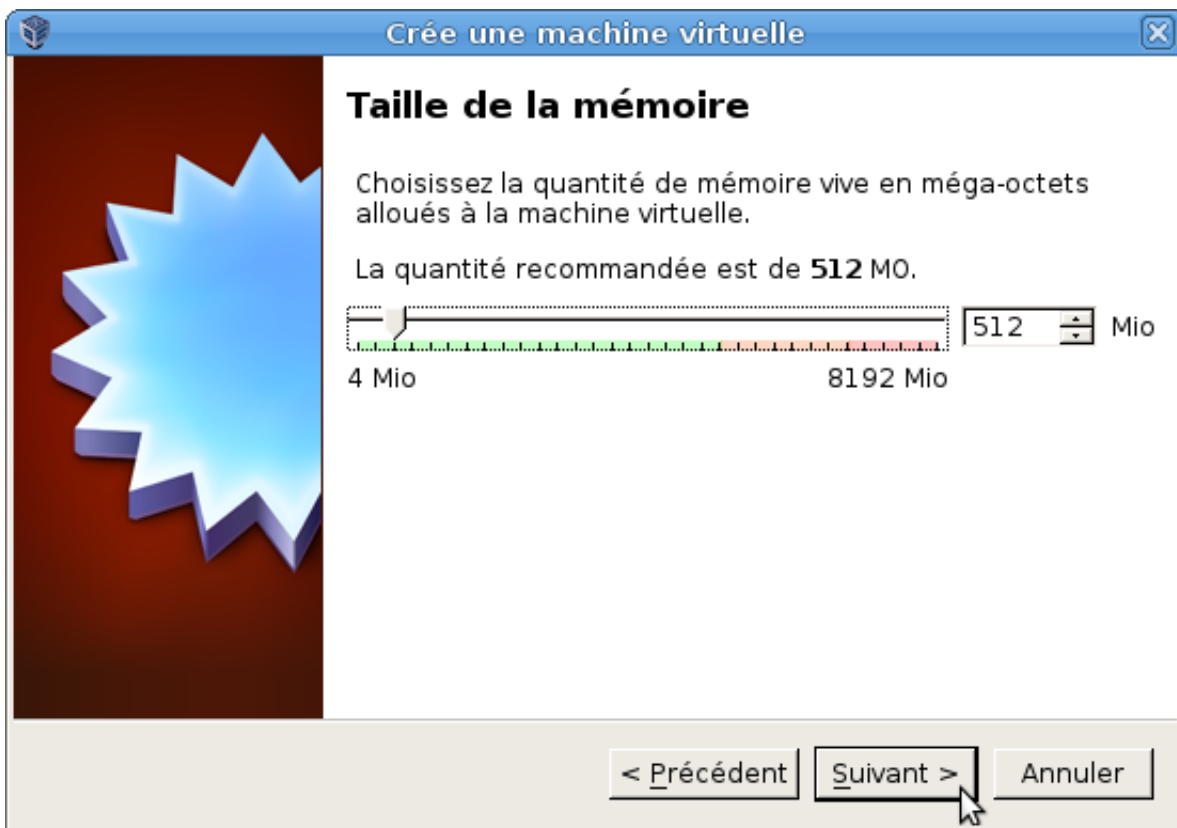 Crée une machine virtuelle
Taille de la mémoire
Choisissez la quantité de mémoire vive en méga-octets
alloués à la machine virtuelle.
La quantité recommandée est de 512 MO.
512 Mio
4 Mio 8192 Mio
< Précédent Suivant > Annuler